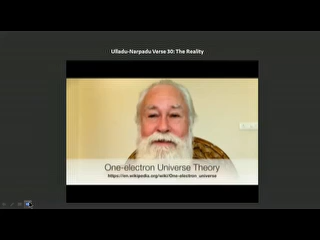 Ulladu-Narpadu Verse 30: The Reality
One-electron Universe Theory
https://en.wikipedia.org/wiki/One-electron_universe